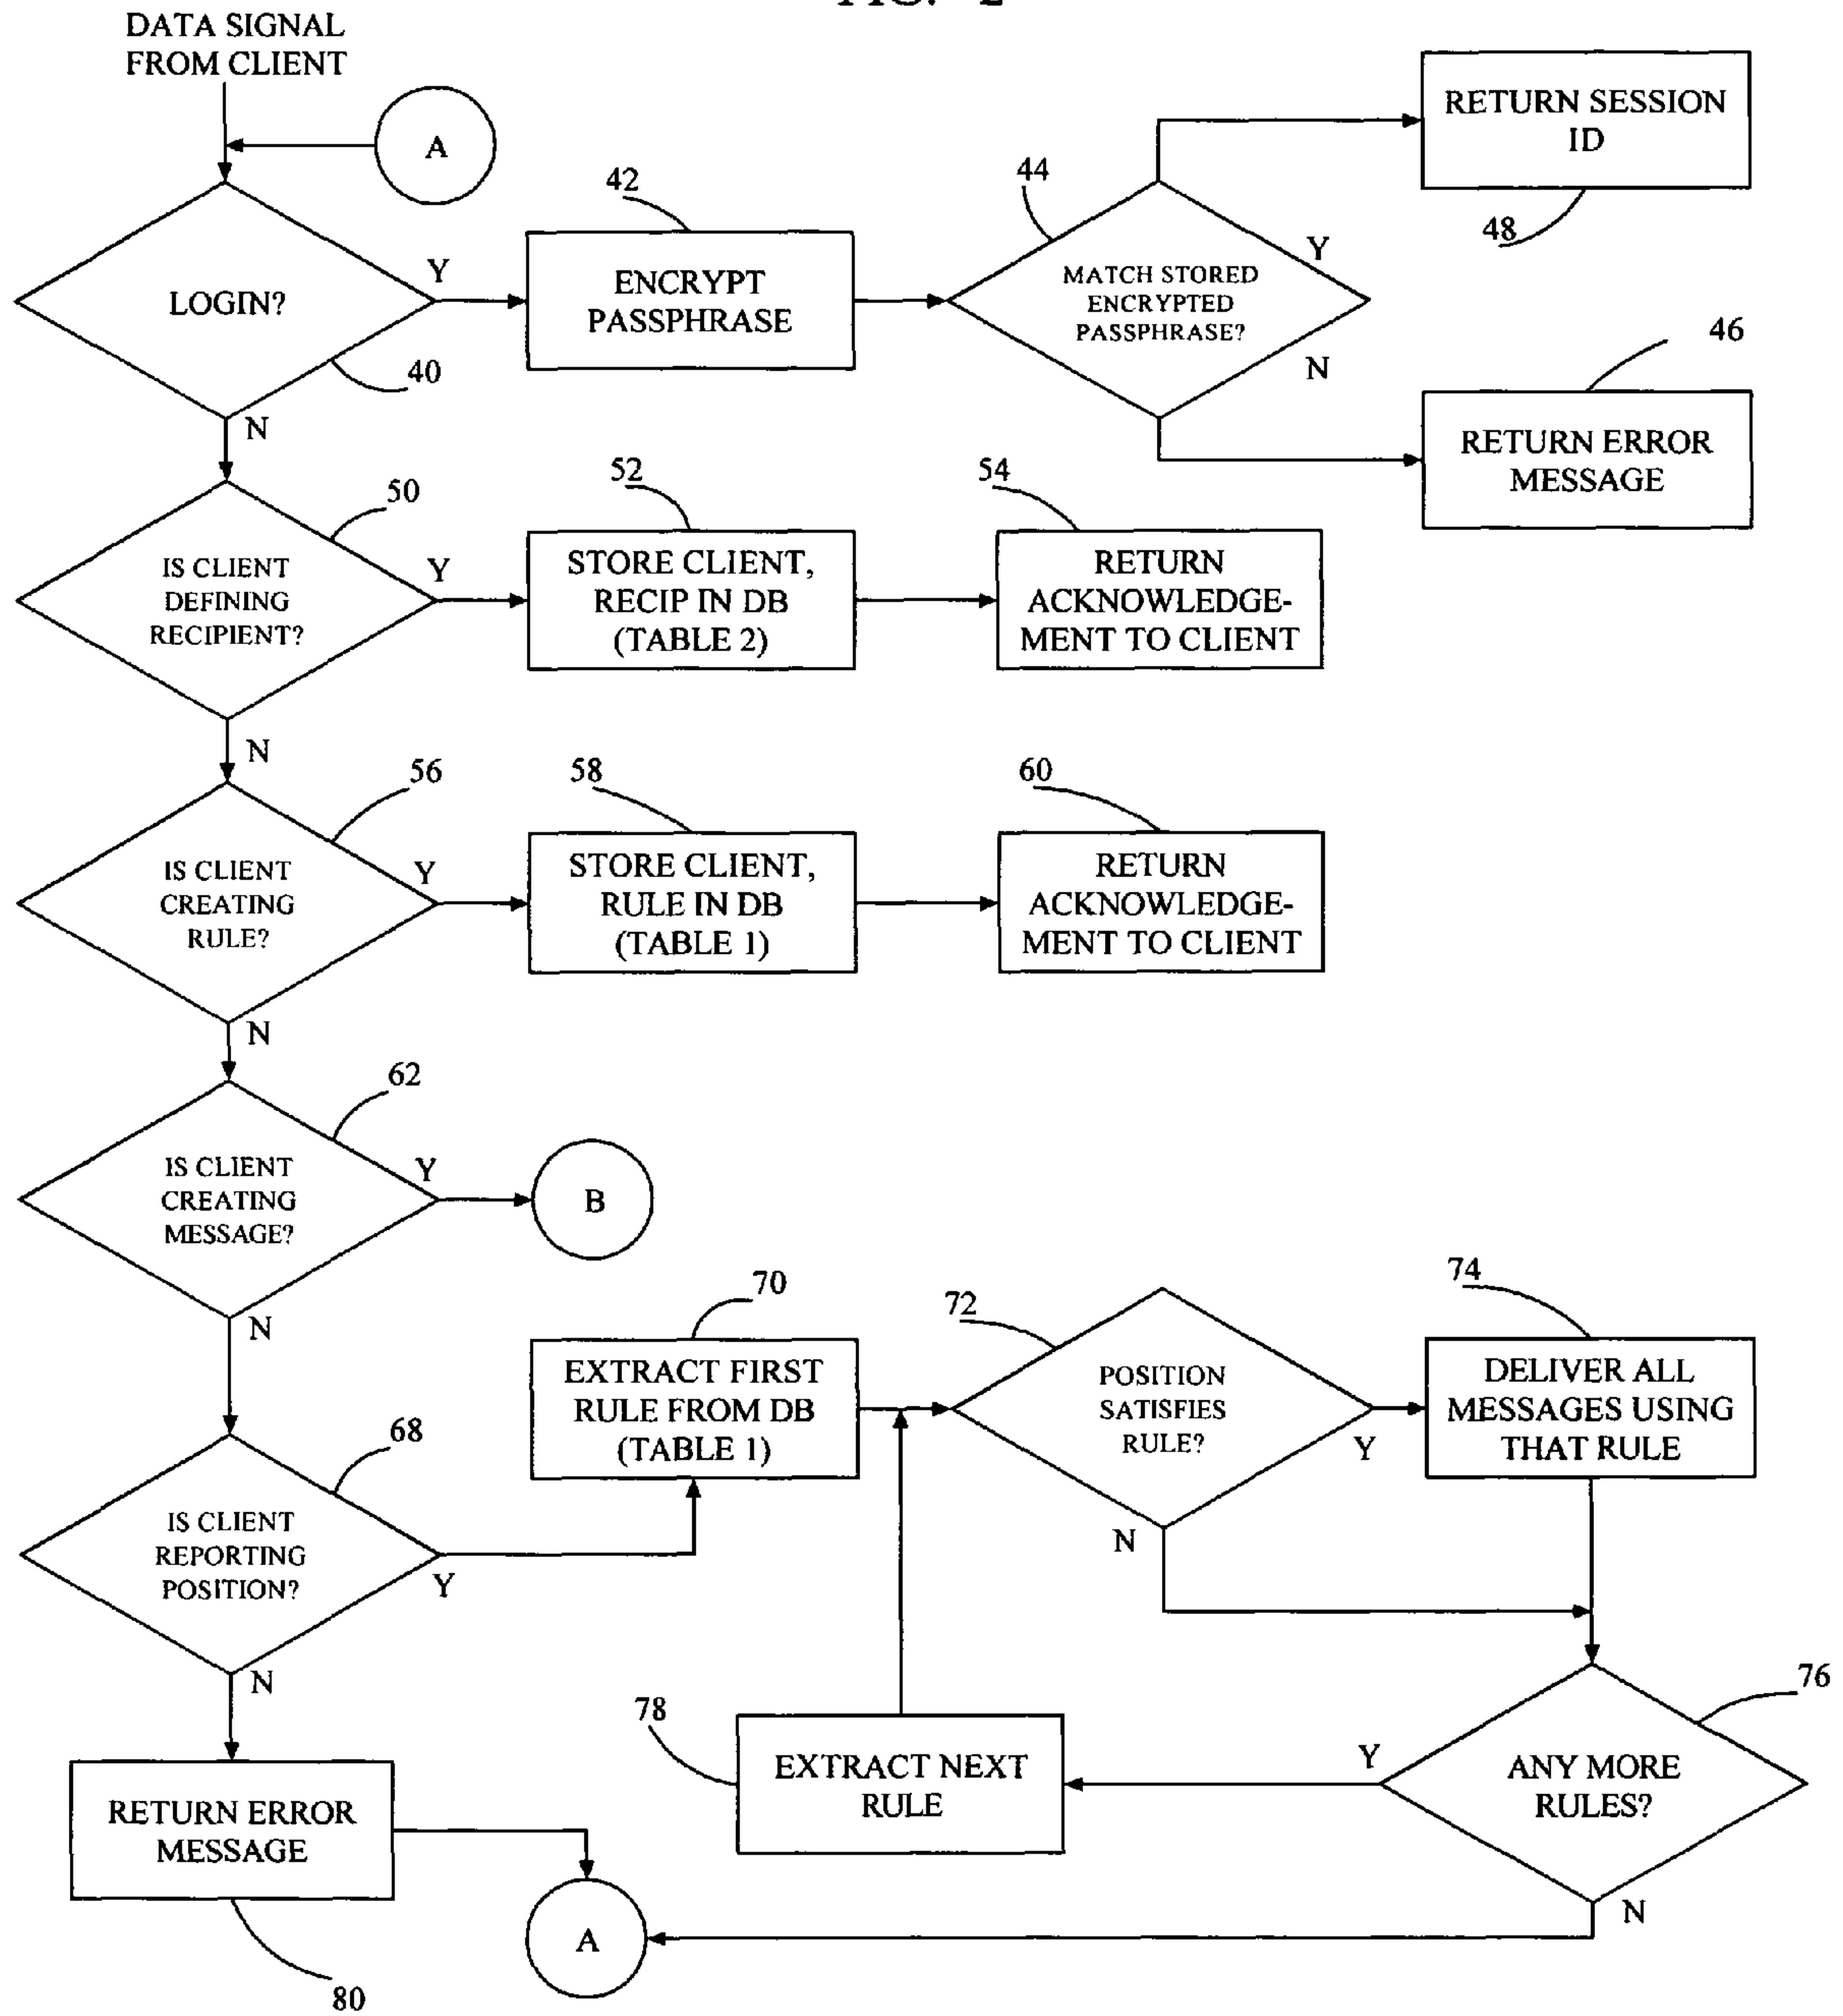 DATA SIGNAL
FROM CLIENT
A
LOGIN?
Y
N
40
42
ENCRYPT
PASSPHRASE
44
MATCH STORED
ENCRYPTED
PASSPHRASE?
Y
N
RETURN SESSION
ID
48
46
RETURN ERROR
MESSAGE
50
IS CLIENT
DEFINING
RECIPIENT?
Y
N
52
STORE CLIENT,
RECIP IN DB
(TABLE 2)
54
RETURN
ACKNOWLEDGE-
MENT TO CLIENT
56
IS CLIENT
CREATING
RULE?
Y
N
58
STORE CLIENT,
RULE IN DB
(TABLE 1)
60
RETURN
ACKNOWLEDGE-
MENT TO CLIENT
62
IS CLIENT
CREATING
MESSAGE?
Y
N
B
68
IS CLIENT
REPORTING
POSITION?
Y
N
70
EXTRACT FIRST
RULE FROM DB
(TABLE 1)
72
POSITION
SATISFIES
RULE?
Y
N
74
DELIVER ALL
MESSAGES USING
THAT RULE
76
ANY MORE
RULES?
Y
N
78
EXTRACT NEXT
RULE
RETURN ERROR
MESSAGE
80
A